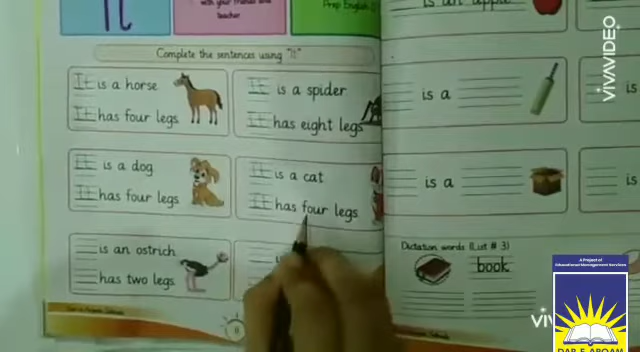 with your friends and
teacher
Prep English
Complete the sentences using "It"
It is a horse
It has four legs
It is a spider
It has eight legs
It is a dog
It has four legs
It is a cat
It has four legs
is an ostrich
has two legs
is an apple
is a
is
is a
is
Dictation words (List # 3)
book
8
VIVAVIDEO
A Project of
Educational Management Services
DAR E ARQAM